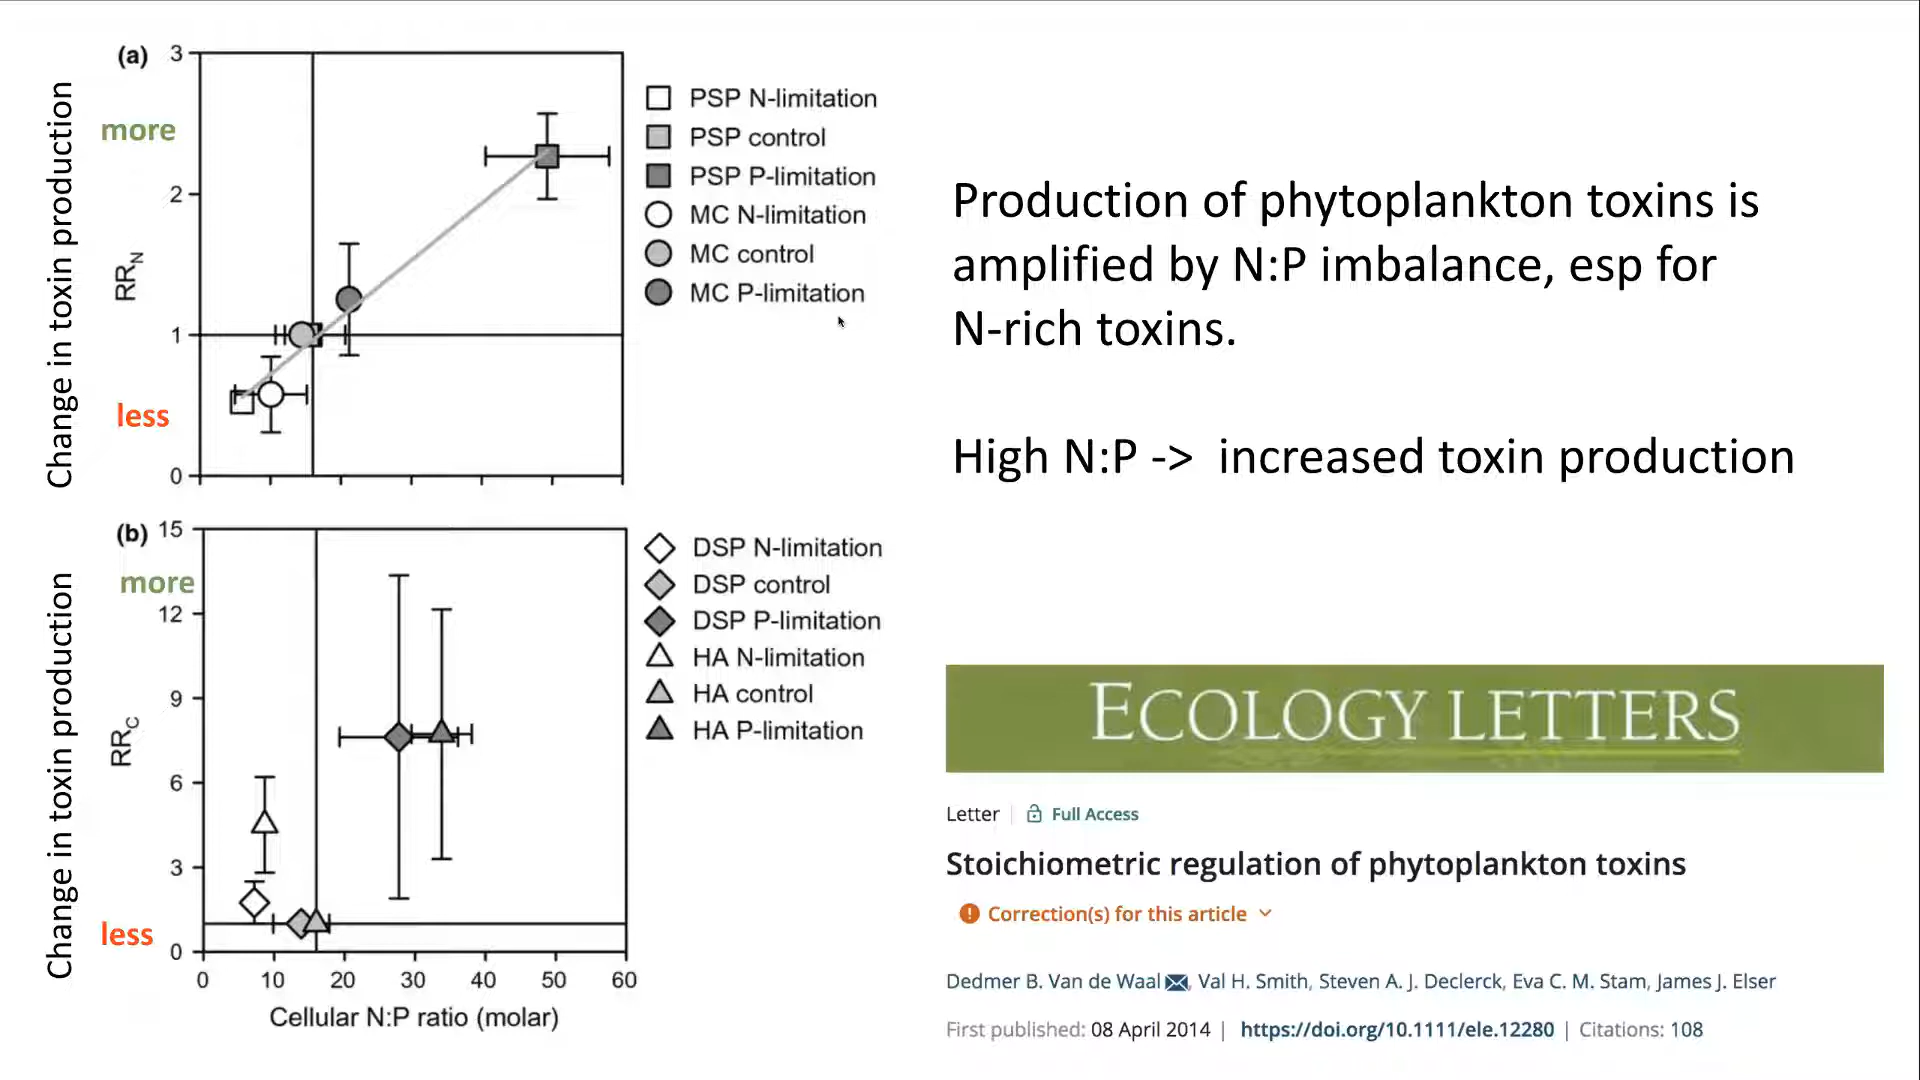 (a)
3
2
1
0
Change in toxin production
more
less
RRN
PSP N-limitation
PSP control
PSP P-limitation
MC N-limitation
MC control
MC P-limitation
(b)
15
12
9
6
3
0
Change in toxin production
more
less
RRC
DSP N-limitation
DSP control
DSP P-limitation
HA N-limitation
HA control
HA P-limitation
0 10 20 30 40 50 60
Cellular N:P ratio (molar)
Production of phytoplankton toxins is
amplified by N:P imbalance, esp for
N-rich toxins.
High N:P -> increased toxin production
ECOLOGY LETTERS
Letter Full Access
Stoichiometric regulation of phytoplankton toxins
Correction(s) for this article
Dedmer B. Van de Waal, Val H. Smith, Steven A. J. Declerck, Eva C. M. Stam, James J. Elser
First published: 08 April 2014 | https://doi.org/10.1111/ele.12280 | Citations: 108